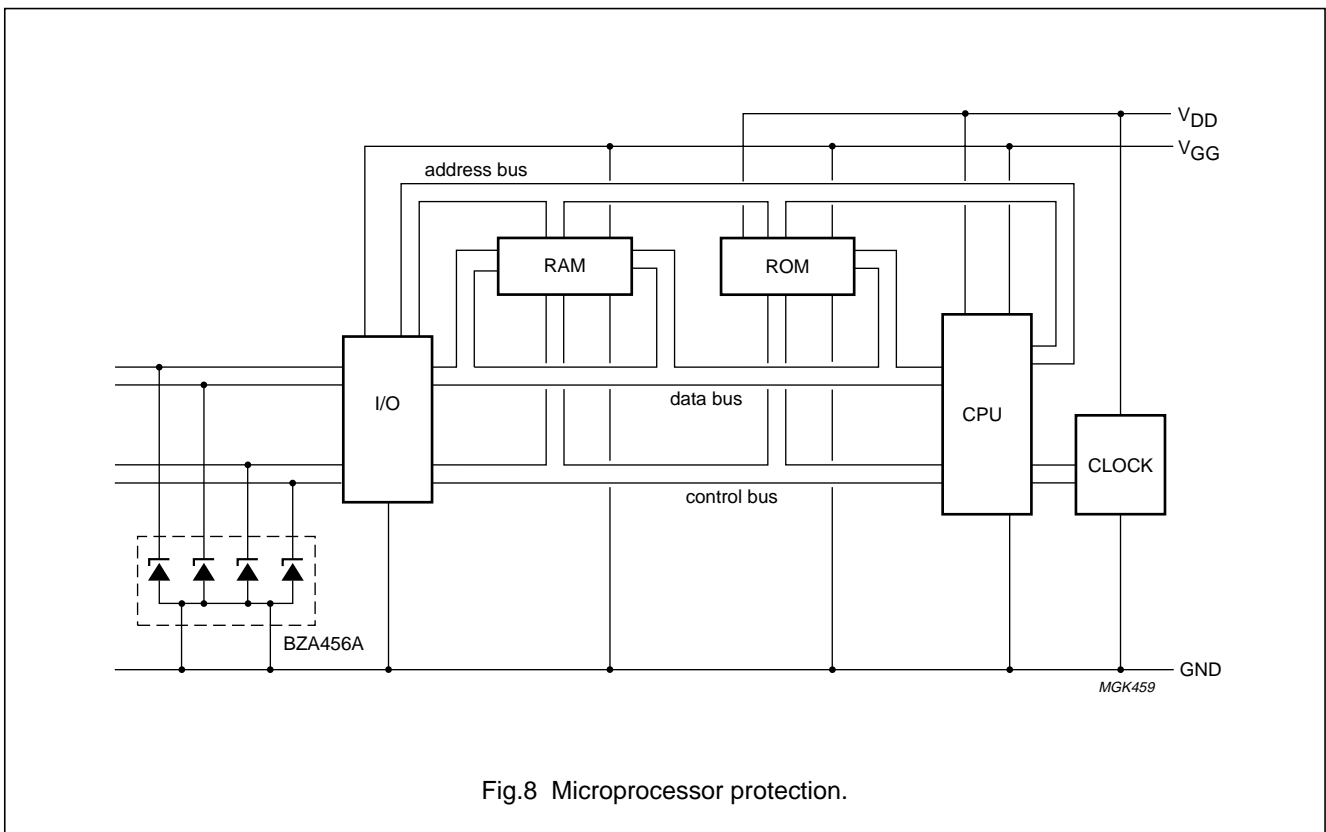 VDD
VGG
address bus
RAM
ROM
I/O
data bus
CPU
CLOCK
control bus
BZA456A
GND
MGK459
Fig.8 Microprocessor protection.